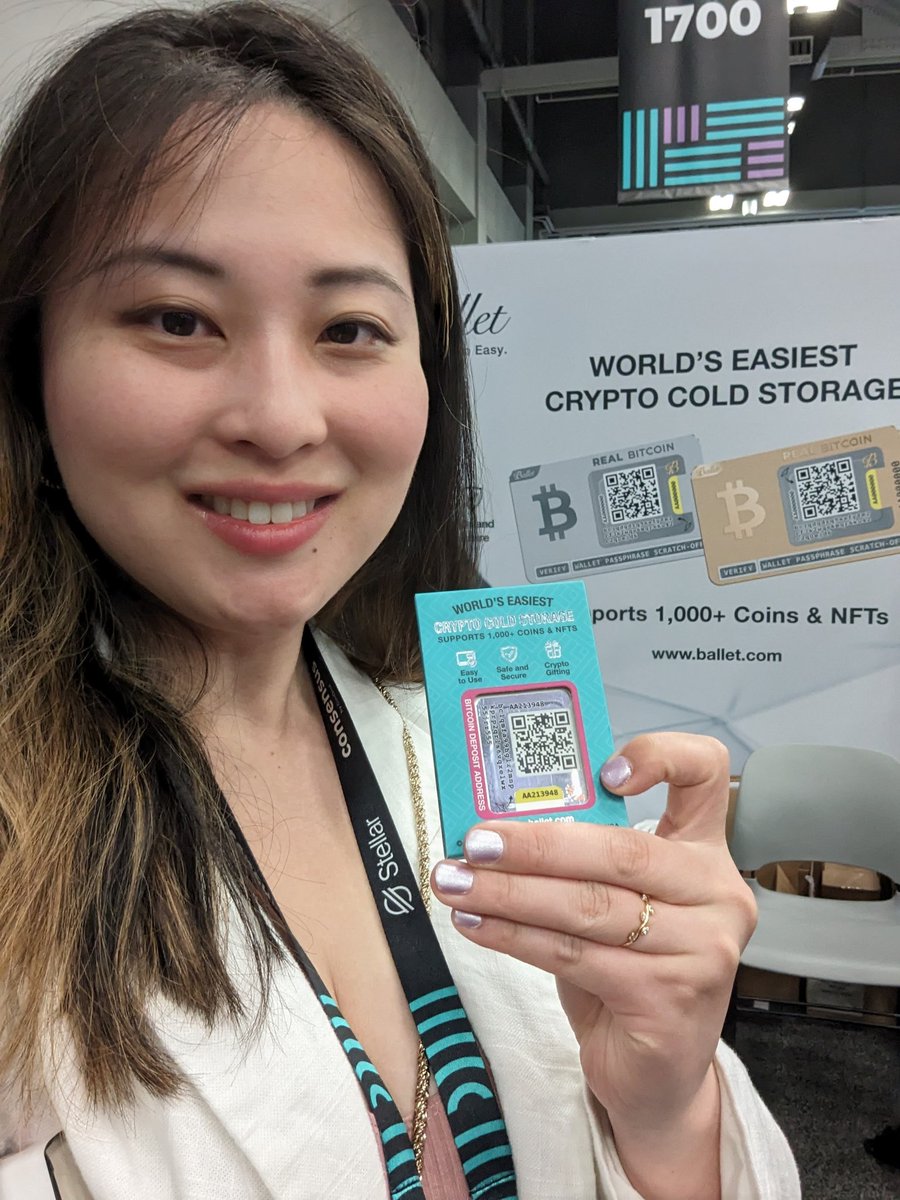 1700
Easy.
WORLD'S EASIEST
CRYPTO COLD STORAGE
REAL BITCOIN
VERIFY WALLET PASSPHRASE SCRATCH-OFF
Ballet
REAL BITCOIN
VERIFY WALLET PASSPHRASE SCRATCH-OFF
ports 1,000+ Coins & NFTs
www.ballet.com
WORLD'S EASIEST
CRYPTO COLD STORAGE
SUPPORTS 1,000+ COINS & NFTS
Easy
to Use
Safe and
Secure
Crypto
Gifting
BITCOIN DEPOSIT ADDRESS
AA213948
AA213948
ballet.com
consensus
Stellar